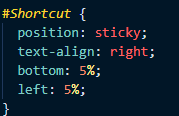 #Shortcut {
position: sticky;
text-align: right;
bottom: 5%;
left: 5%;
}